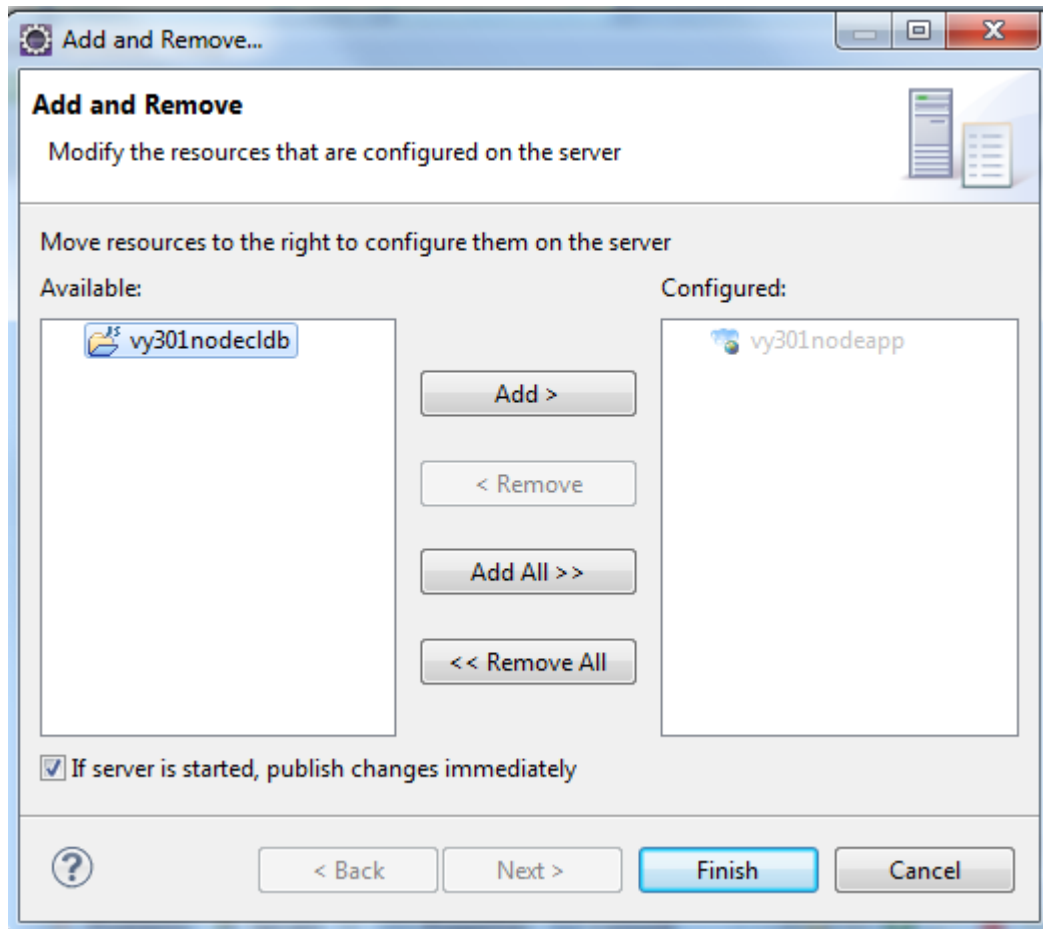 Add and Remove...
Add and Remove
Modify the resources that are configured on the server
Move resources to the right to configure them on the server
Available:
Configured:
JS vy301nodecldb
vy301nodeapp
Add >
< Remove
Add All >>
<< Remove All
If server is started, publish changes immediately
?
< Back
Next >
Finish
Cancel